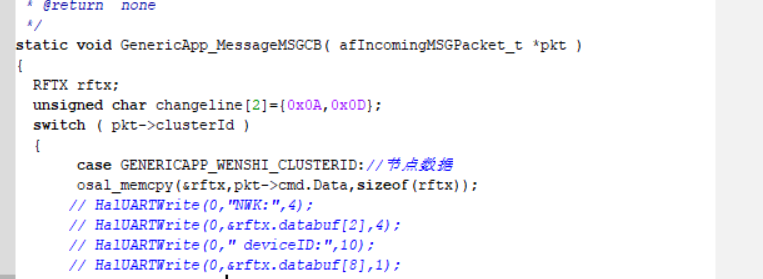 * @return  none
*/
static void GenericApp_MessageMSGCB( afIncomingMSGPacket_t *pkt )
{
RFTX rftx;
unsigned char changeline[2]={0x0A,0x0D};
switch ( pkt->clusterId )
{
case GENERICAPP_WENSHI_CLUSTERID://节点数据
osal_memcpy(&rftx,pkt->cmd.Data,sizeof(rftx));
// HalUARTWrite(0,"NWK:",4);
// HalUARTWrite(0,&rftx.databuf[2],4);
// HalUARTWrite(0," deviceID:",10);
// HalUARTWrite(0,&rftx.databuf[8],1);